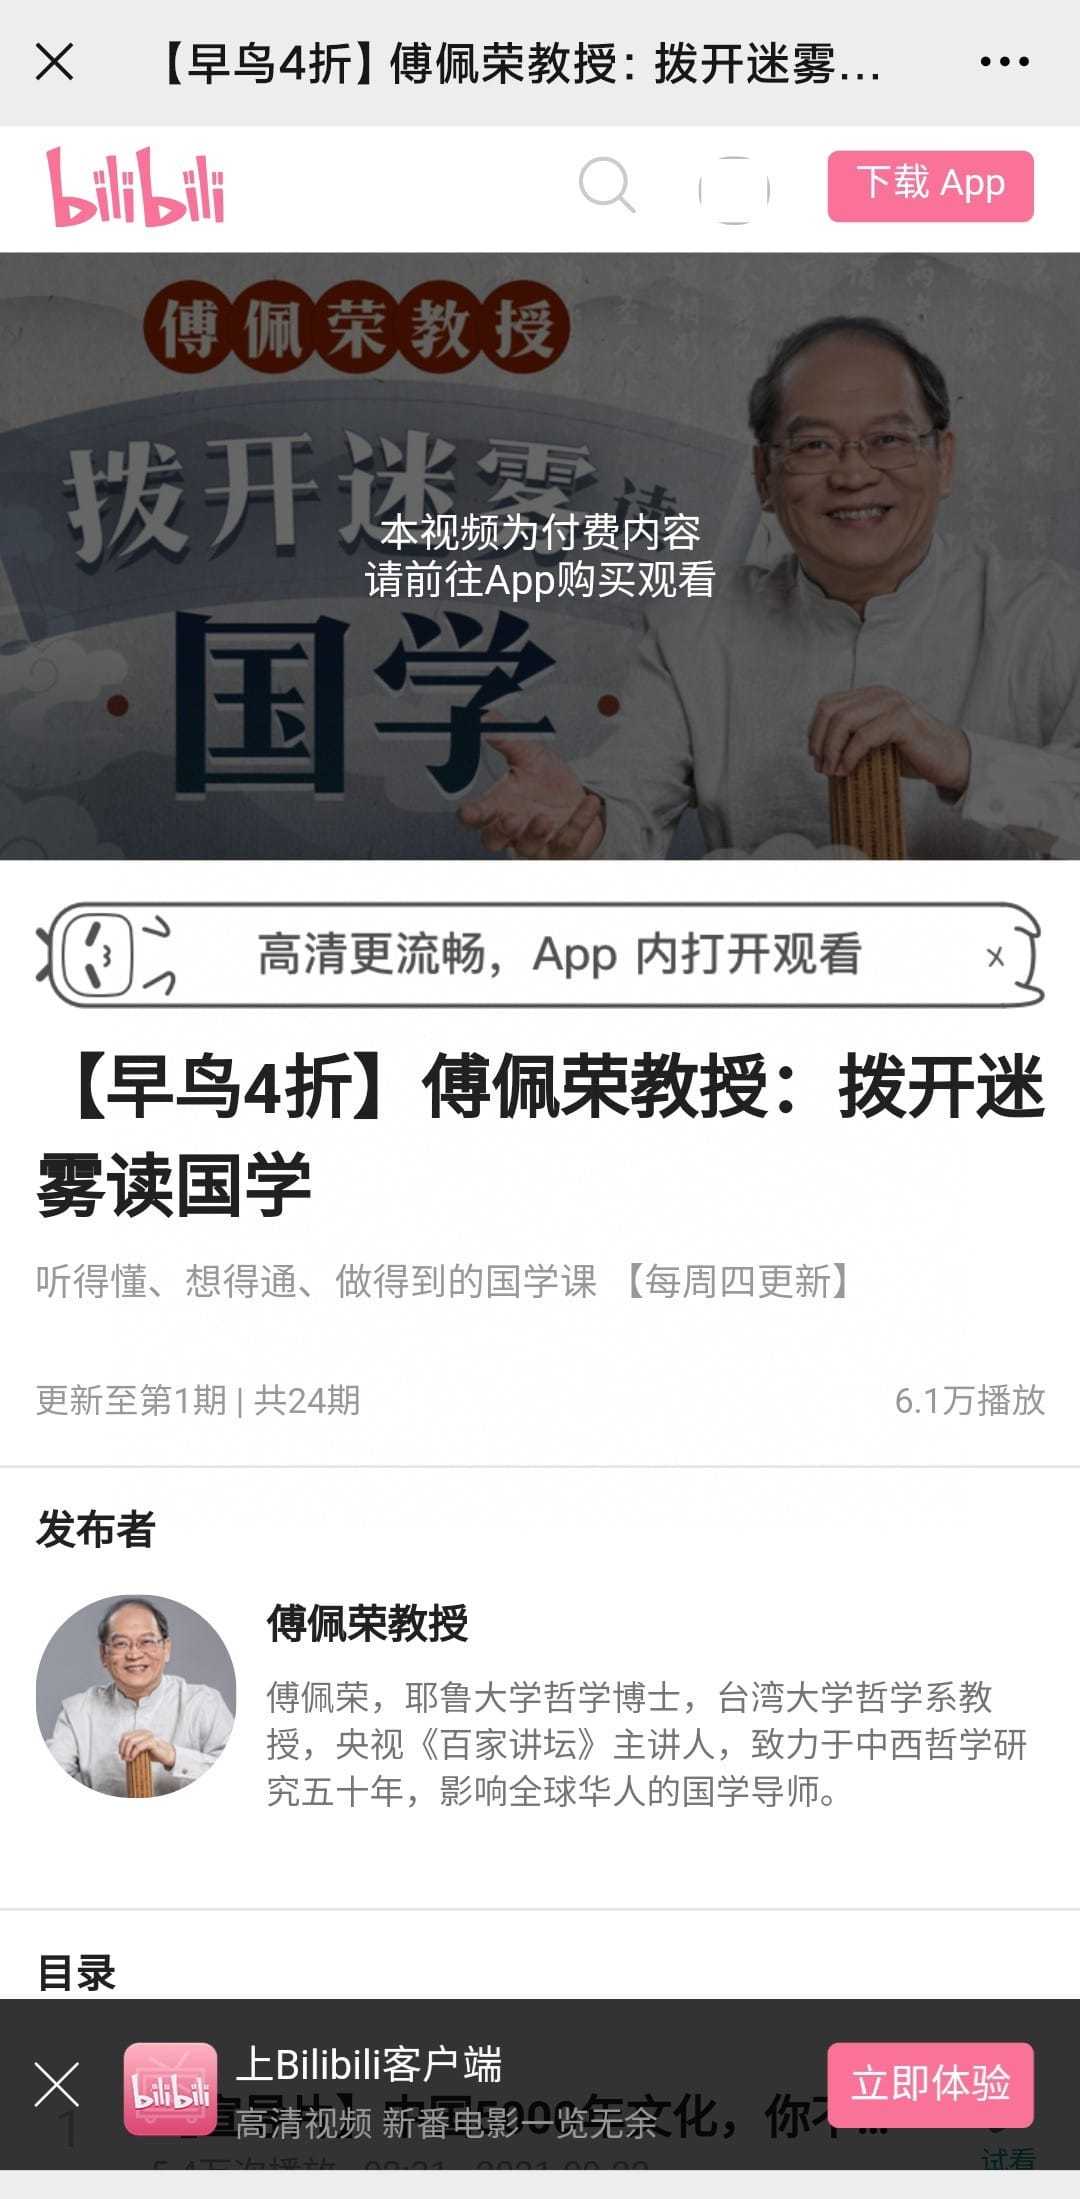 【早鸟4折】傅佩荣教授：拨开迷雾...
bilibili
下载 App
傅佩荣教授
拨开迷雾读
本视频为付费内容
请前往App购买观看
国学
高清更流畅，App 内打开观看
【早鸟4折】傅佩荣教授：拨开迷
雾读国学
听得懂、想得通、做得到的国学课 【每周四更新】
更新至第1期 | 共24期
6.1万播放
发布者
傅佩荣教授
傅佩荣，耶鲁大学哲学博士，台湾大学哲学系教
授，央视《百家讲坛》主讲人，致力于中西哲学研
究五十年，影响全球华人的国学导师。
目录
上Bilibili客户端
bilibili
立即体验
高清视频 新番电影一览无余
1
【宣导片】中国5000年文化，你不...
试看